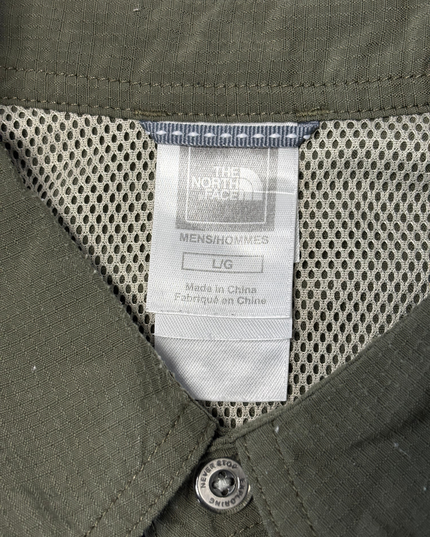 THE
NORTH
FACE
MENS/HOMMES
L/G
Made in China
Fabriqué en Chine
NEVER STOP
EXPLORING